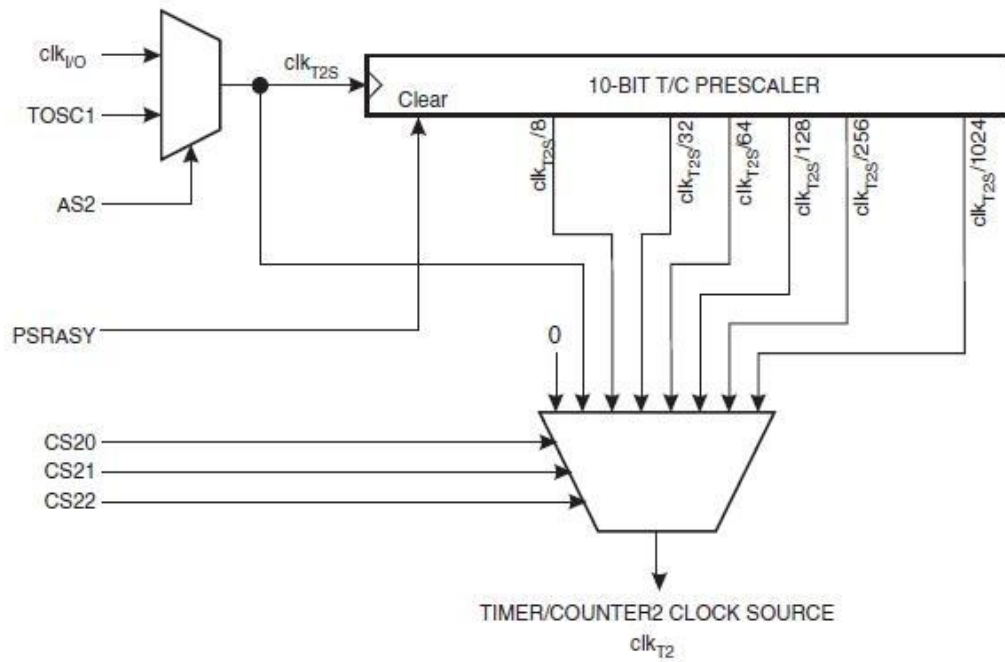 clkI/O
TOSC1
AS2
PSRASY
clkT2S
10-BIT T/C PRESCALER
Clear
clkT2S/8
clkT2S/32
clkT2S/64
clkT2S/128
clkT2S/256
clkT2S/1024
0
CS20
CS21
CS22
TIMER/COUNTER2 CLOCK SOURCE
clkT2